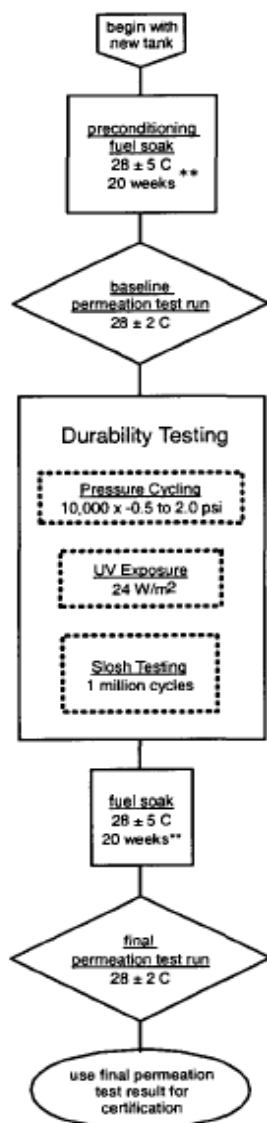 begin with
new tank
preconditioning
fuel soak
28 ± 5 C
20 weeks **
baseline
permeation test run
28 ± 2 C
Durability Testing
Pressure Cycling
10,000 x -0.5 to 2.0 psi
UV Exposure
24 W/m²
Slosh Testing
1 million cycles
fuel soak
28 ± 5 C
20 weeks**
final
permeation test run
28 ± 2 C
use final permeation
test result for
certification